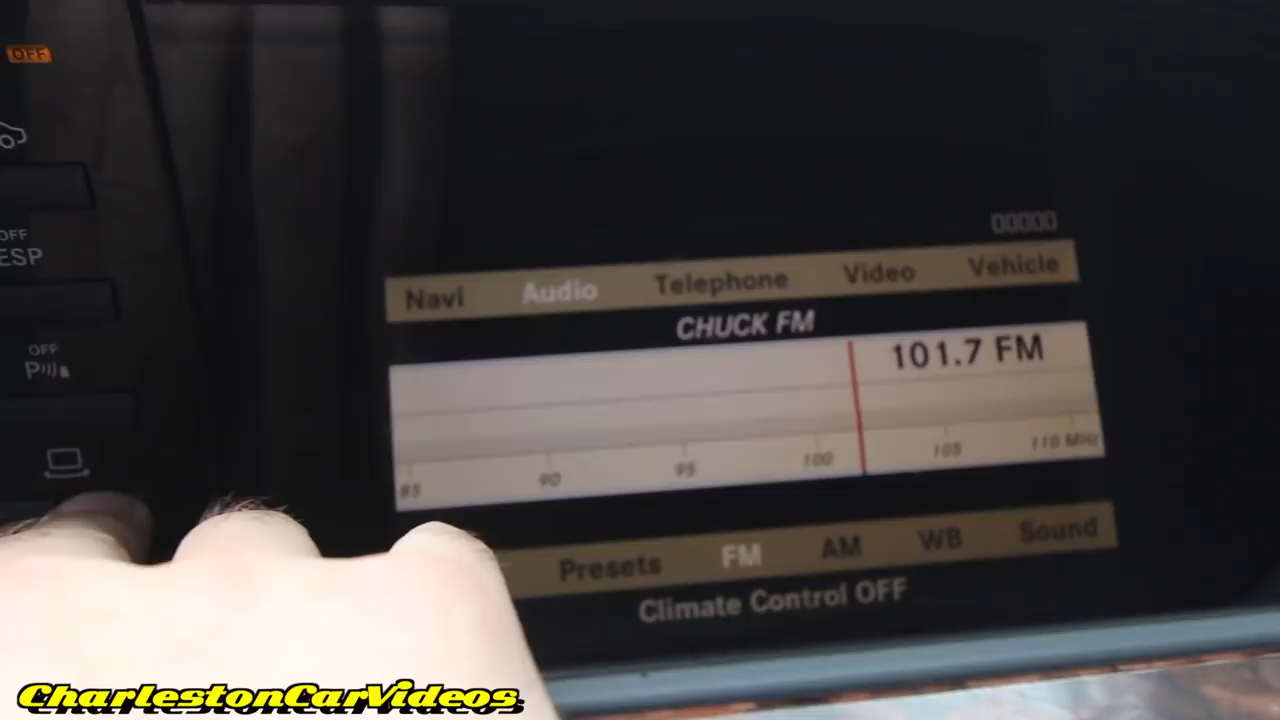 OFF
OFF
ESP
OFF
P
00000
Navi Audio Telephone Video Vehicle
CHUCK FM
101.7 FM
85 90 95 100 105 110 MHz
Presets FM AM WB Sound
Climate Control OFF
CharlestonCarVideos